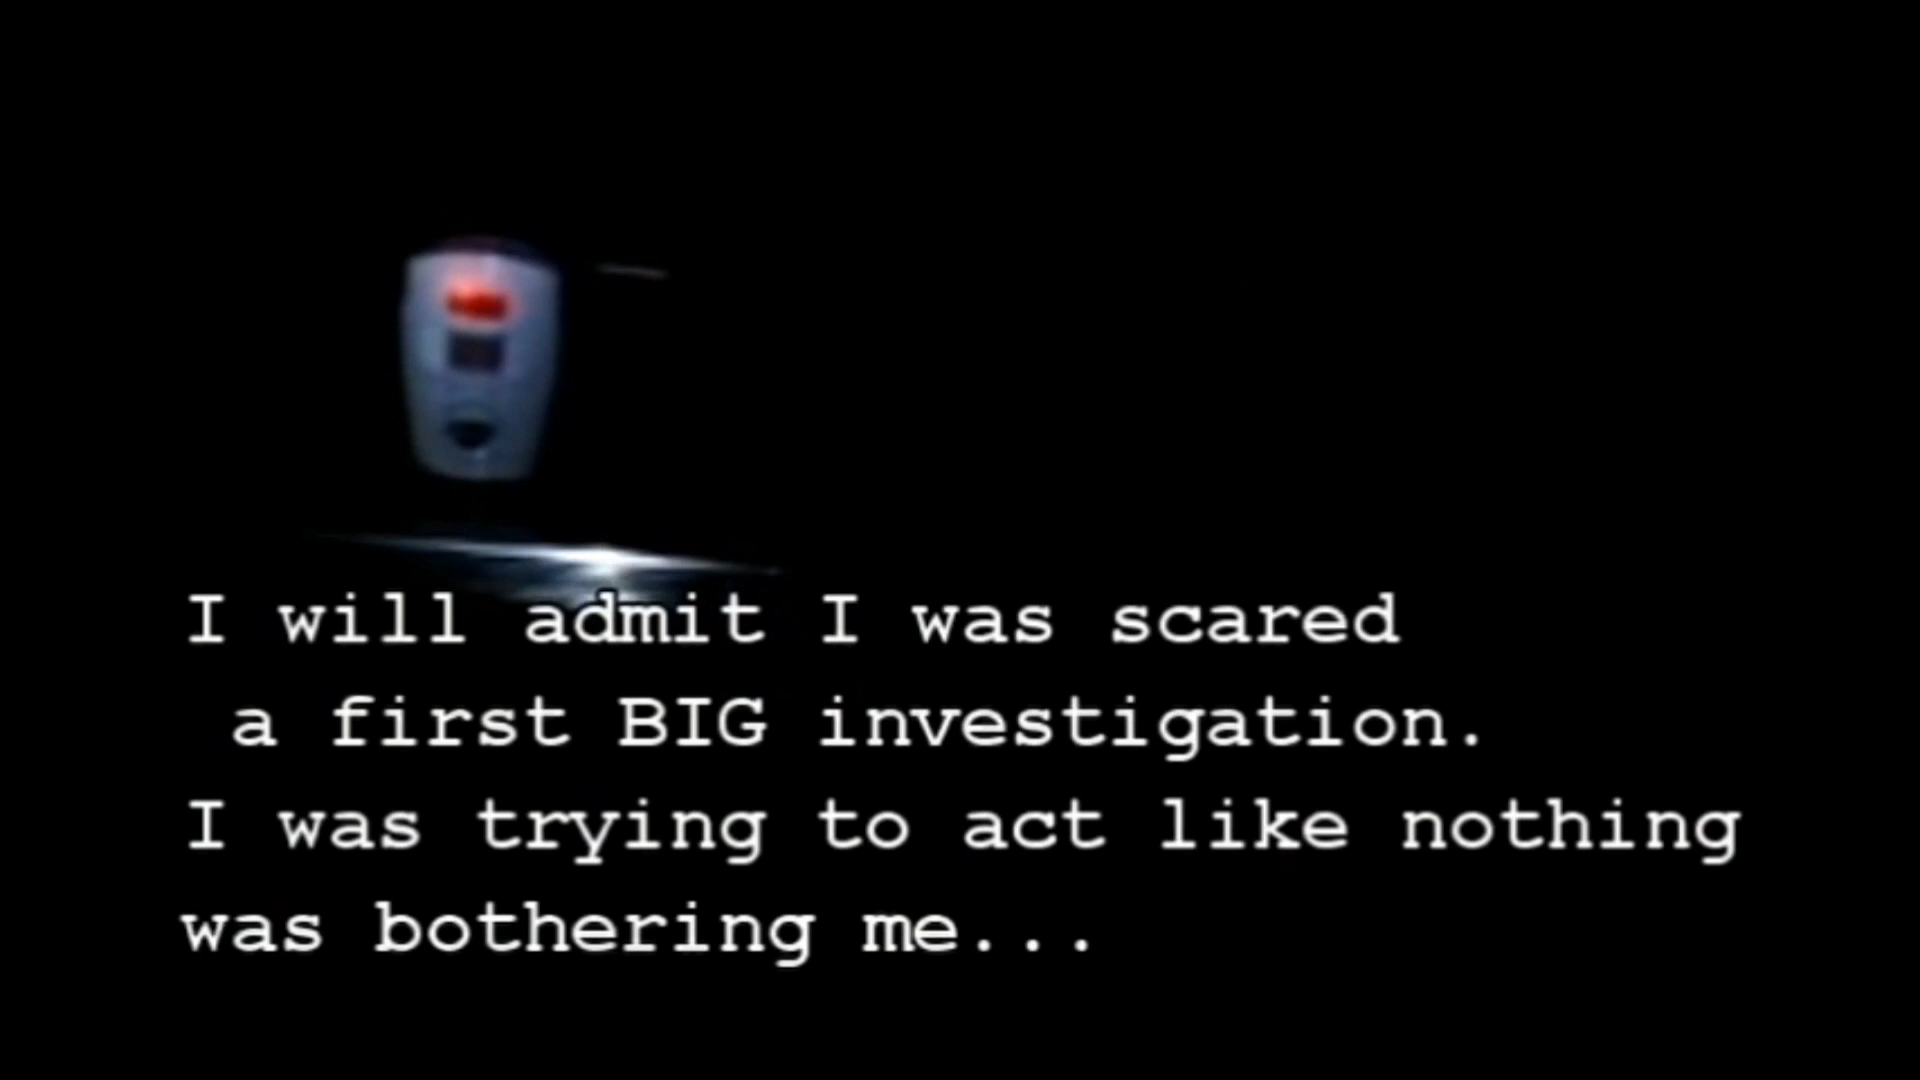 I will admit I was scared
a first BIG investigation.
I was trying to act like nothing
was bothering me...